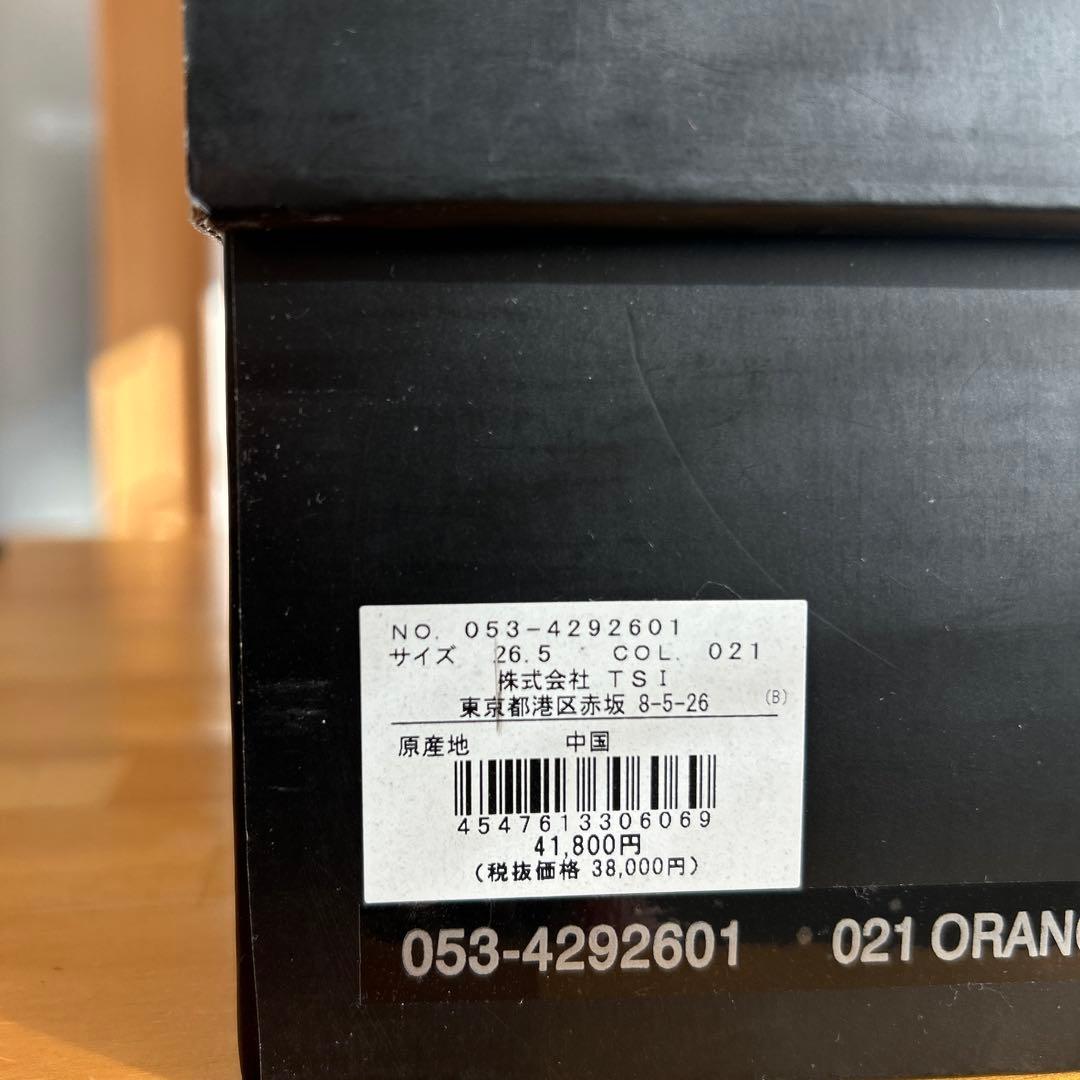 NO. 053-4292601
サイズ 26.5 COL. 021
株式会社 TSI
東京都港区赤坂 8-5-26 (B)
原産地 中国
4547613306069
41,800円
(税抜価格 38,000円)
053-4292601 021 ORANG